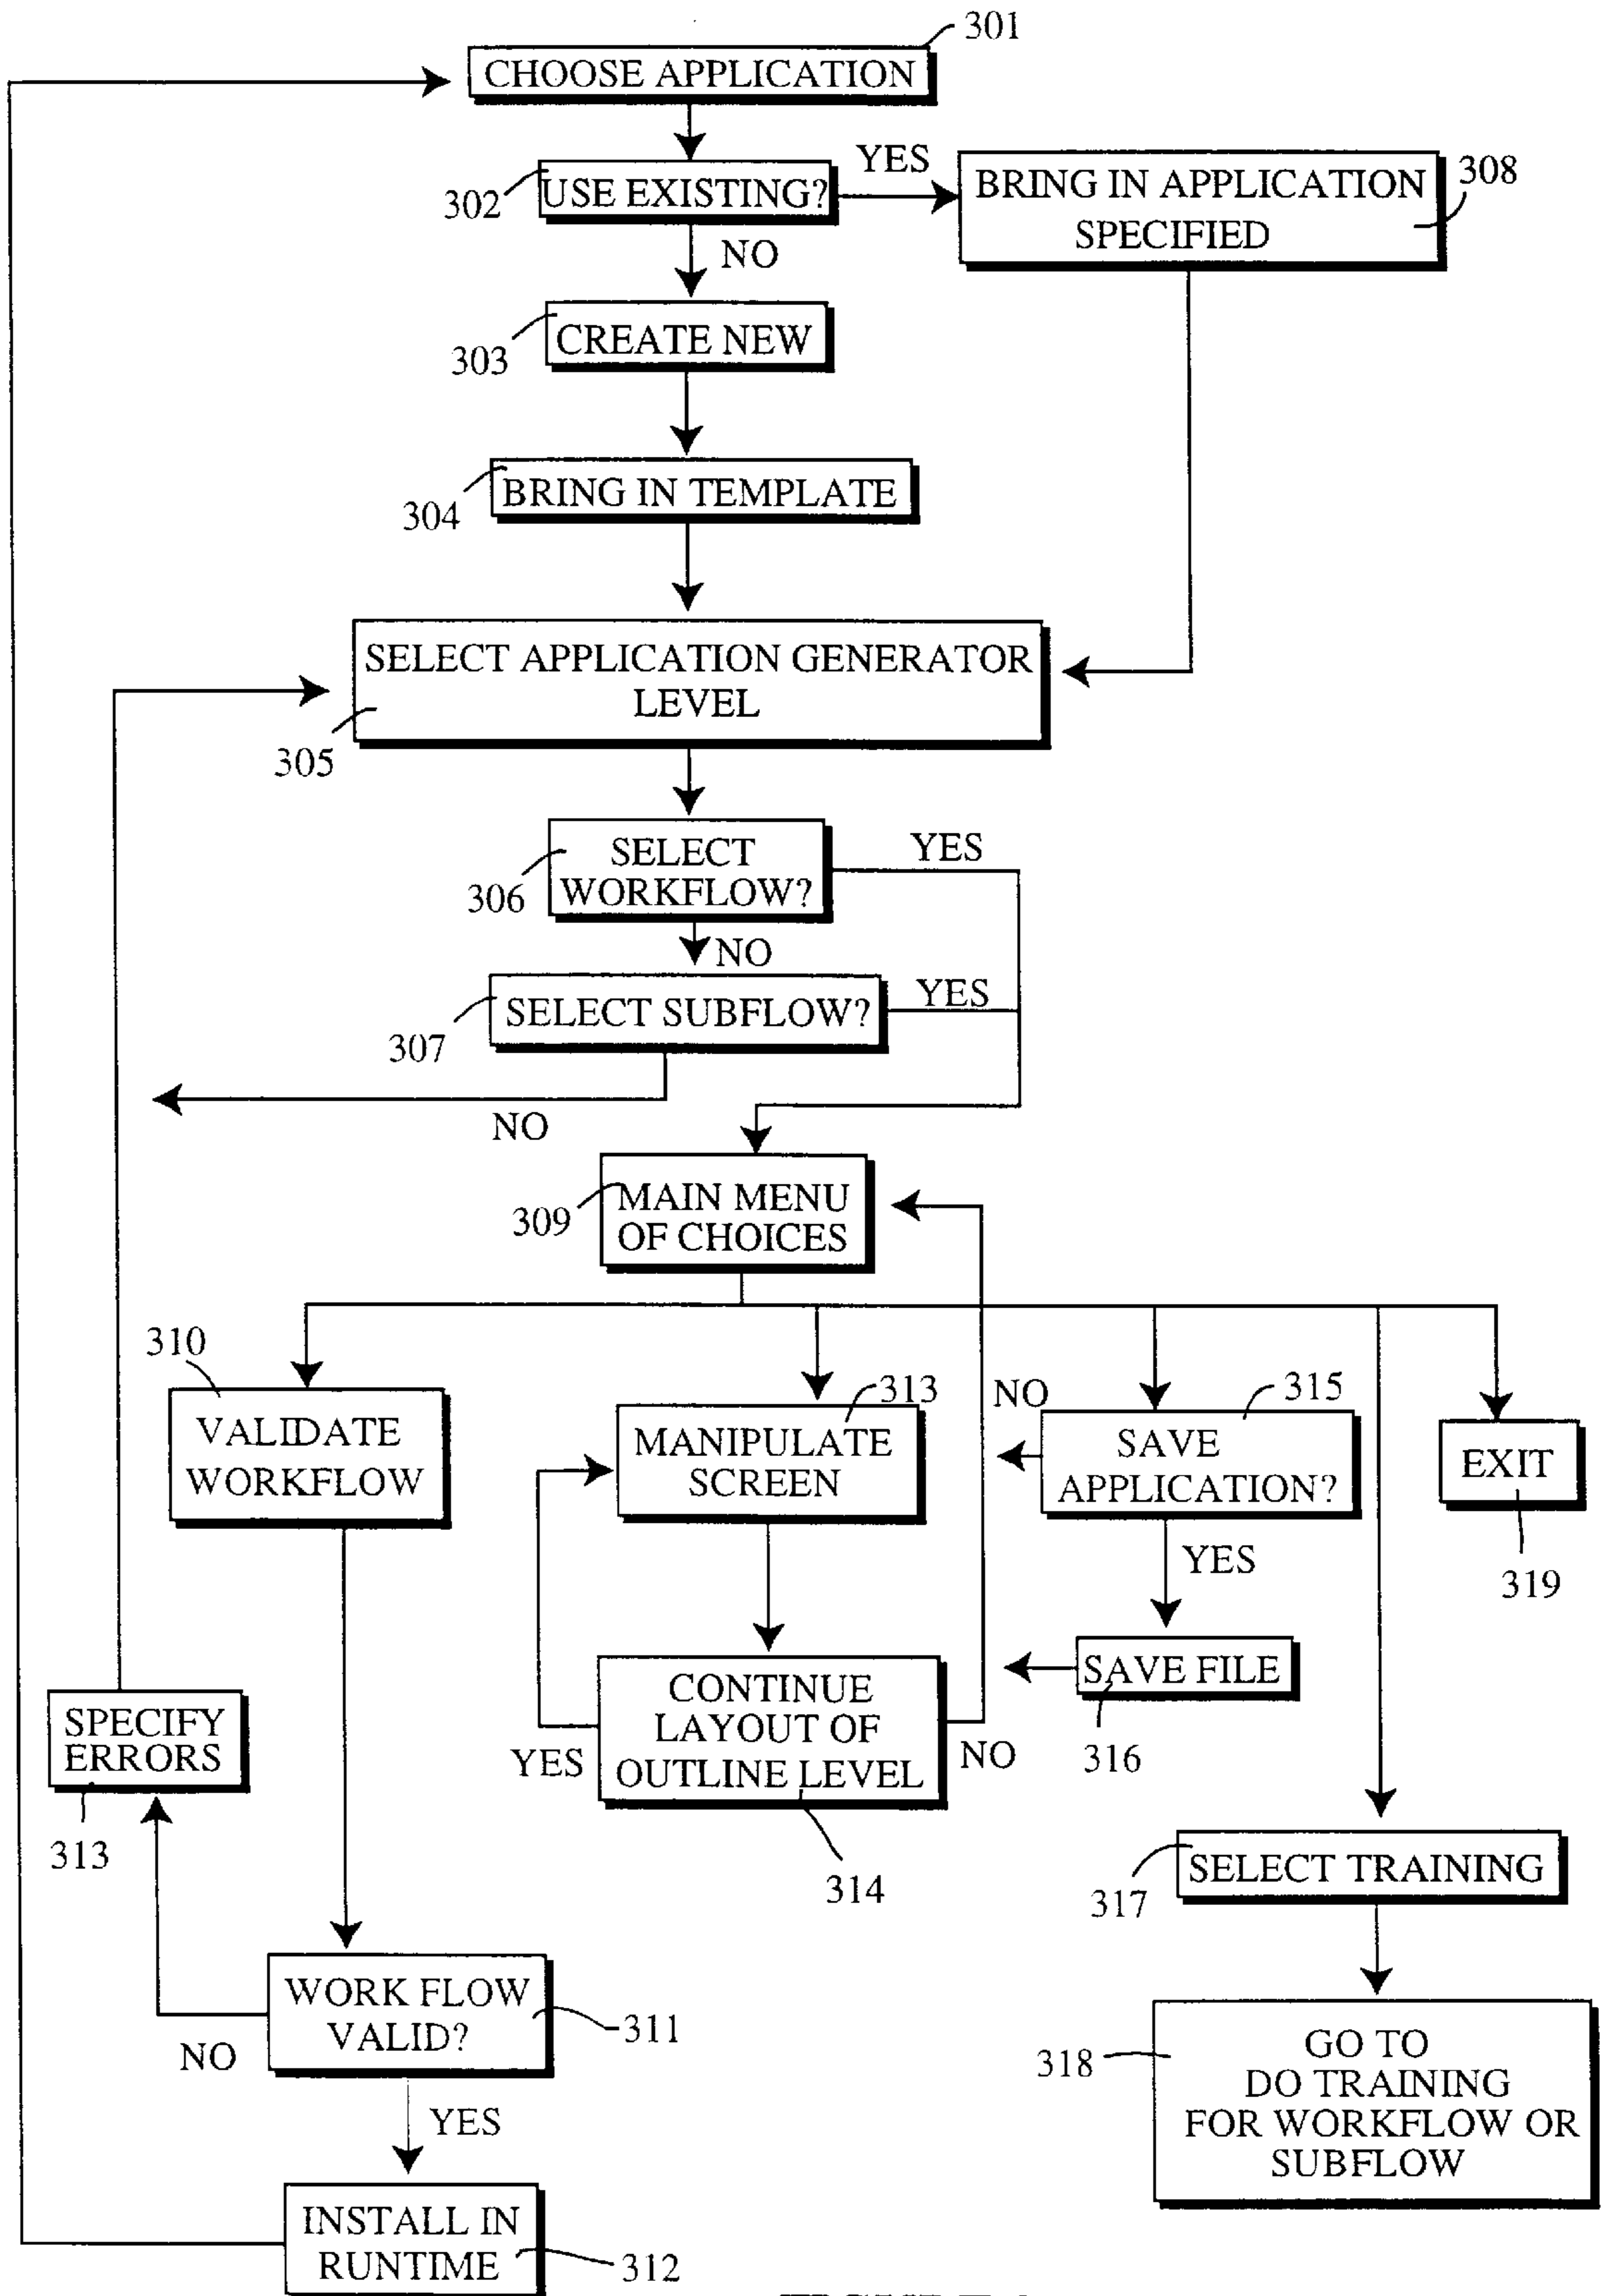 301
CHOOSE APPLICATION
YES
302
USE EXISTING?
BRING IN APPLICATION
SPECIFIED
308
NO
303
CREATE NEW
304
BRING IN TEMPLATE
SELECT APPLICATION GENERATOR
LEVEL
305
306
SELECT
WORKFLOW?
YES
NO
307
SELECT SUBFLOW?
YES
NO
309
MAIN MENU
OF CHOICES
310
VALIDATE
WORKFLOW
313
MANIPULATE
SCREEN
NO
315
SAVE
APPLICATION?
EXIT
319
YES
SAVE FILE
316
SPECIFY
ERRORS
313
CONTINUE
LAYOUT OF
OUTLINE LEVEL
YES
NO
314
317
SELECT TRAINING
WORK FLOW
VALID?
311
NO
YES
318
GO TO
DO TRAINING
FOR WORKFLOW OR
SUBFLOW
INSTALL IN
RUNTIME
312